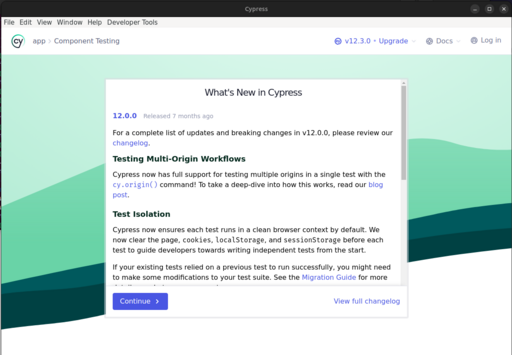 Cypress
File Edit View Window Help Developer Tools
cy app › Component Testing v12.3.0 • Upgrade Docs Log in
What's New in Cypress
12.0.0 Released 7 months ago
For a complete list of updates and breaking changes in v12.0.0, please review our
changelog.
Testing Multi-Origin Workflows
Cypress now has full support for testing multiple origins in a single test with the
cy.origin() command! To take a deep-dive into how this works, read our blog
post.
Test Isolation
Cypress now ensures each test runs in a clean browser context by default. We
now clear the page, cookies, localStorage, and sessionStorage before each
test to guide developers towards writing independent tests from the start.
If your existing tests relied on a previous test to run successfully, you might need
to make some modifications to your test suite. See the Migration Guide for more
Continue › View full changelog